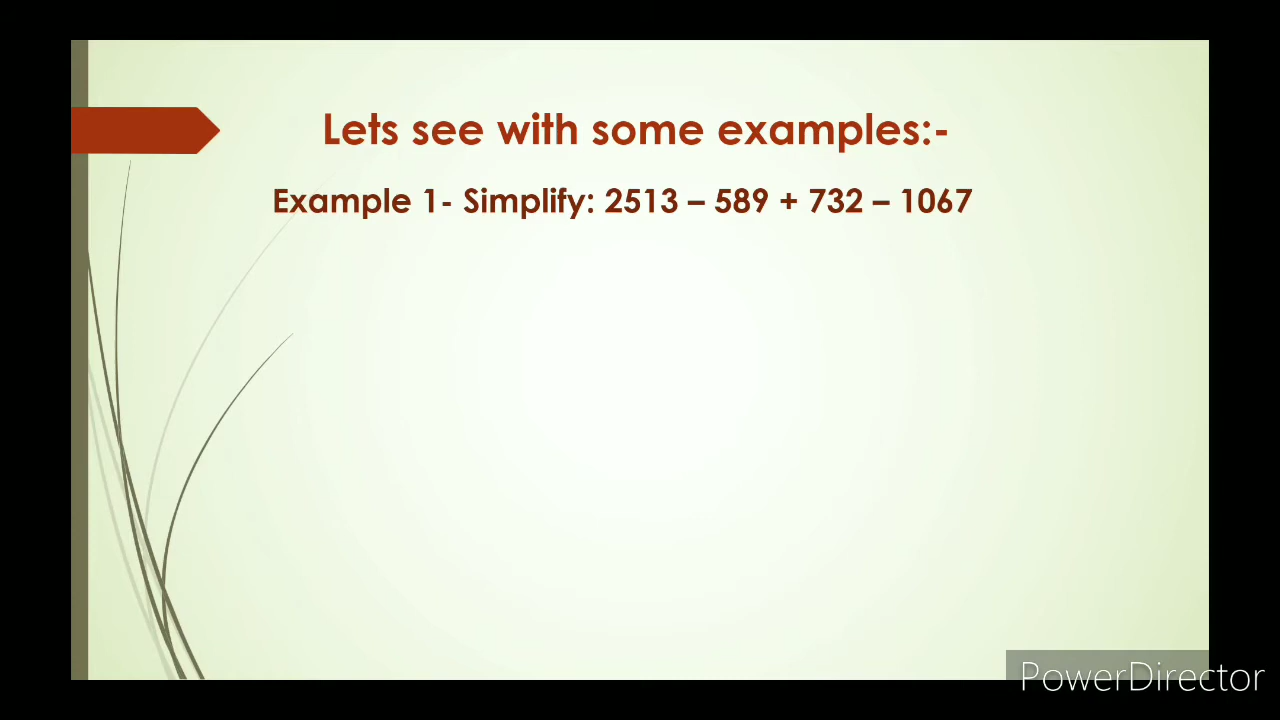 Lets see with some examples:-
Example 1- Simplify: 2513 – 589 + 732 – 1067
PowerDirector